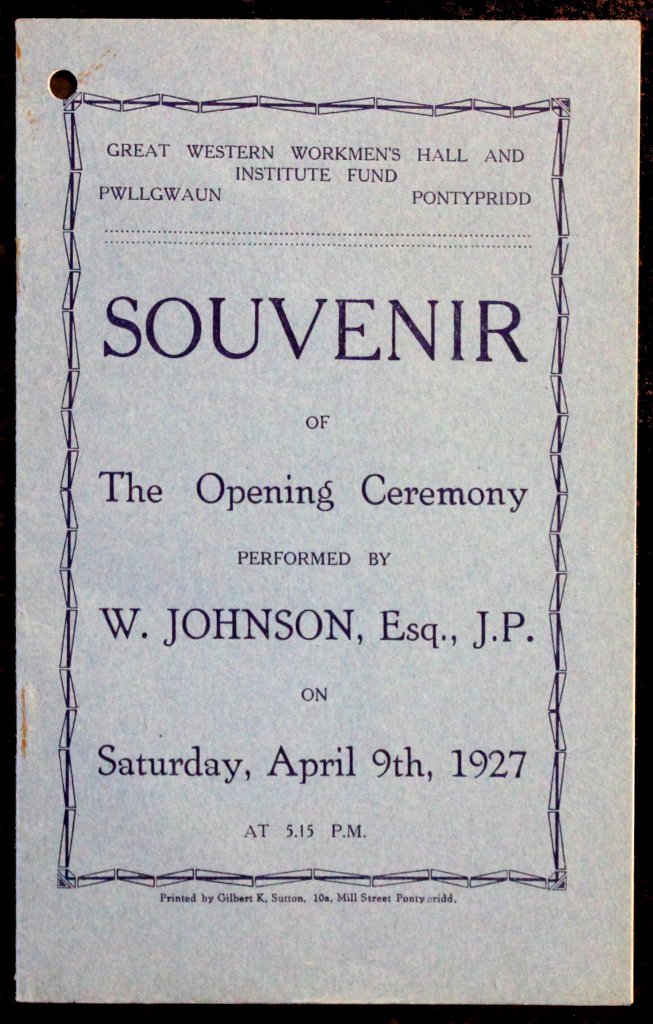 GREAT WESTERN WORKMEN'S HALL AND
INSTITUTE FUND
PWLLGWAUN PONTYPRIDD
SOUVENIR
OF
The Opening Ceremony
PERFORMED BY
W. JOHNSON, Esq., J.P.
ON
Saturday, April 9th, 1927
AT 5.15 P.M.
Printed by Gilbert K. Sutton, 10a, Mill Street Pontypridd.